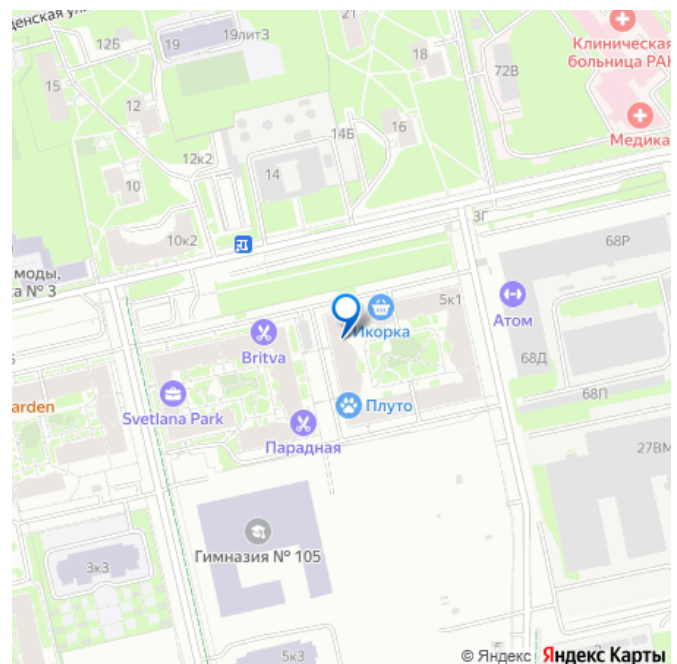 денская ул
12Б
19
19лит3
21
Клиническая
больница РАН
15
12
18
72В
Медика
12к2
14Б
16
14
10
10к2
3Г
68Р
моды,
а № 3
5к1
Икорка
Атом
Britva
68Д
arden
Svetlana Park
Плуто
68П
Парадная
27ВМ
Гимназия № 105
3к3
5к3
© Яндекс Яндекс Карты